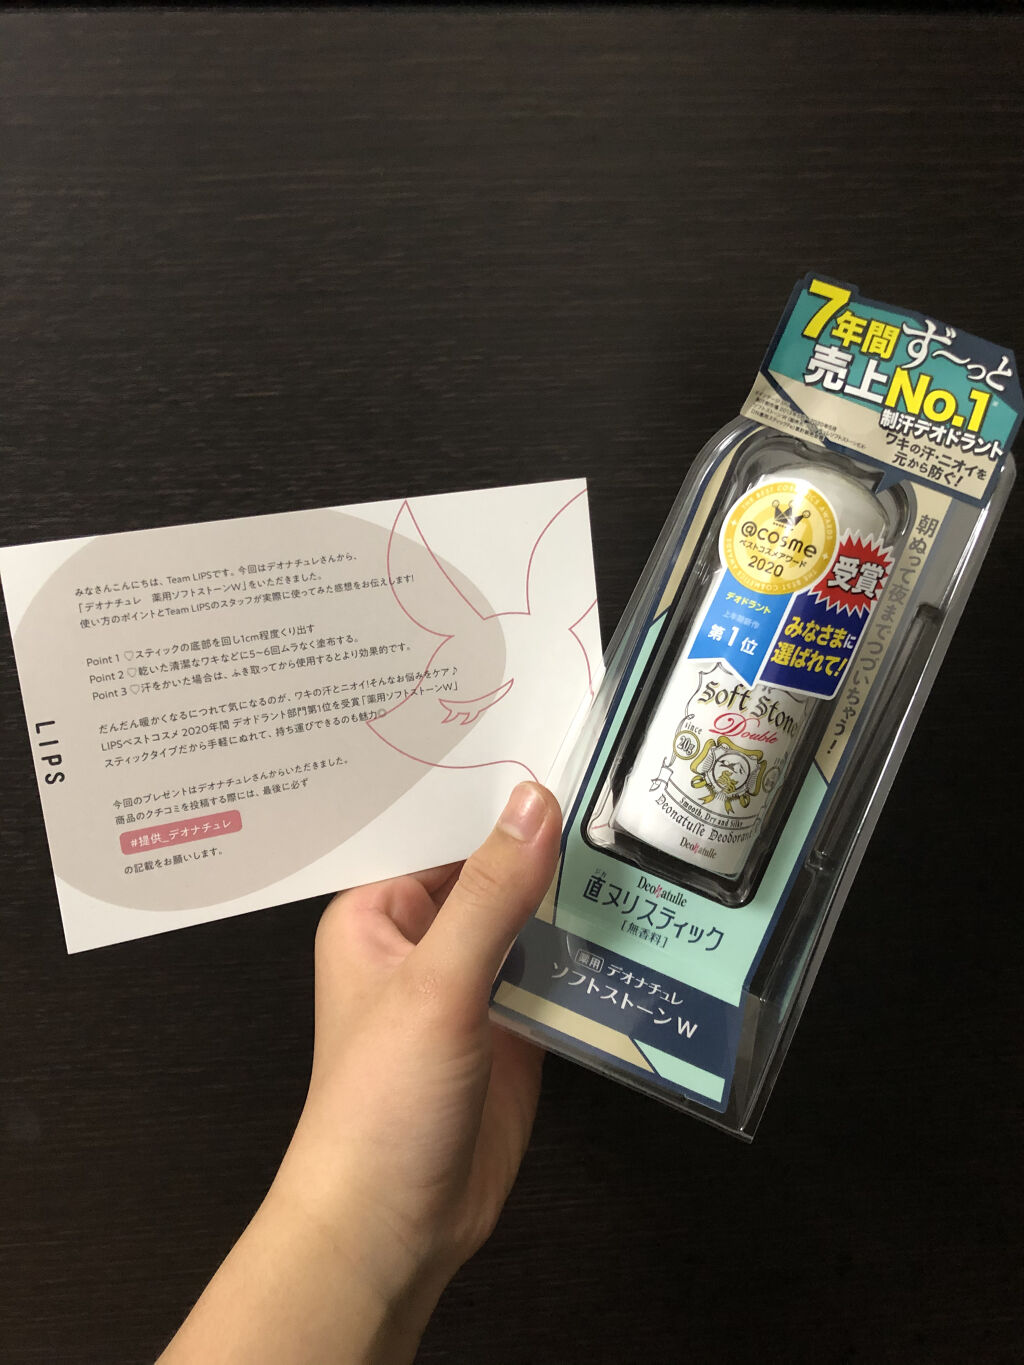 みなさんこんにちは、Team LIPSです。今回はデオナチュレさんから、
「デオナチュレ　薬用ソフトストーンW」をいただきました。
使い方のポイントとTeam LIPSのスタッフが実際に使ってみた感想をお伝えします!
Point 1 ♡スティックの底部を回し1cm程度くり出す
Point 2 ♡乾いた清潔なワキなどに5~6回ムラなく塗布する。
Point 3 ♡汗をかいた場合は、ふき取ってから使用するとより効果的です。
だんだん暖かくなるにつれて気になるのが、ワキの汗とニオイ!そんなお悩みをケア♪
LIPSベストコスメ 2020年間 デオドラント部門第1位を受賞「薬用ソフトストーンW」
スティックタイプだから手軽にぬれて、持ち運びできるのも魅力◎
今回のプレゼントはデオナチュレさんからいただきました。
商品のクチコミを投稿する際には、最後に必ず
#提供_デオナチュレ
の記載をお願いします。
LIPS
7年間ず〜っと
売上No.1
制汗デオドラント
ワキの汗・ニオイを
元から防ぐ!
朝ぬって夜までつづいちゃう!
THE BEST COSMETICS AWARDS
@cosme
ベストコスメアワード
2020
受賞
デオドラント
上半期新作
第1位
みなさまに
選ばれて!
Soft Stone
Double
since
20g
Smooth, Dry and Silky
Deonatulle Deodorant
Deonatulle
Deonatulle
ジカ
直ヌリスティック
[無香料]
薬用 デオナチュレ
ソフトストーンW